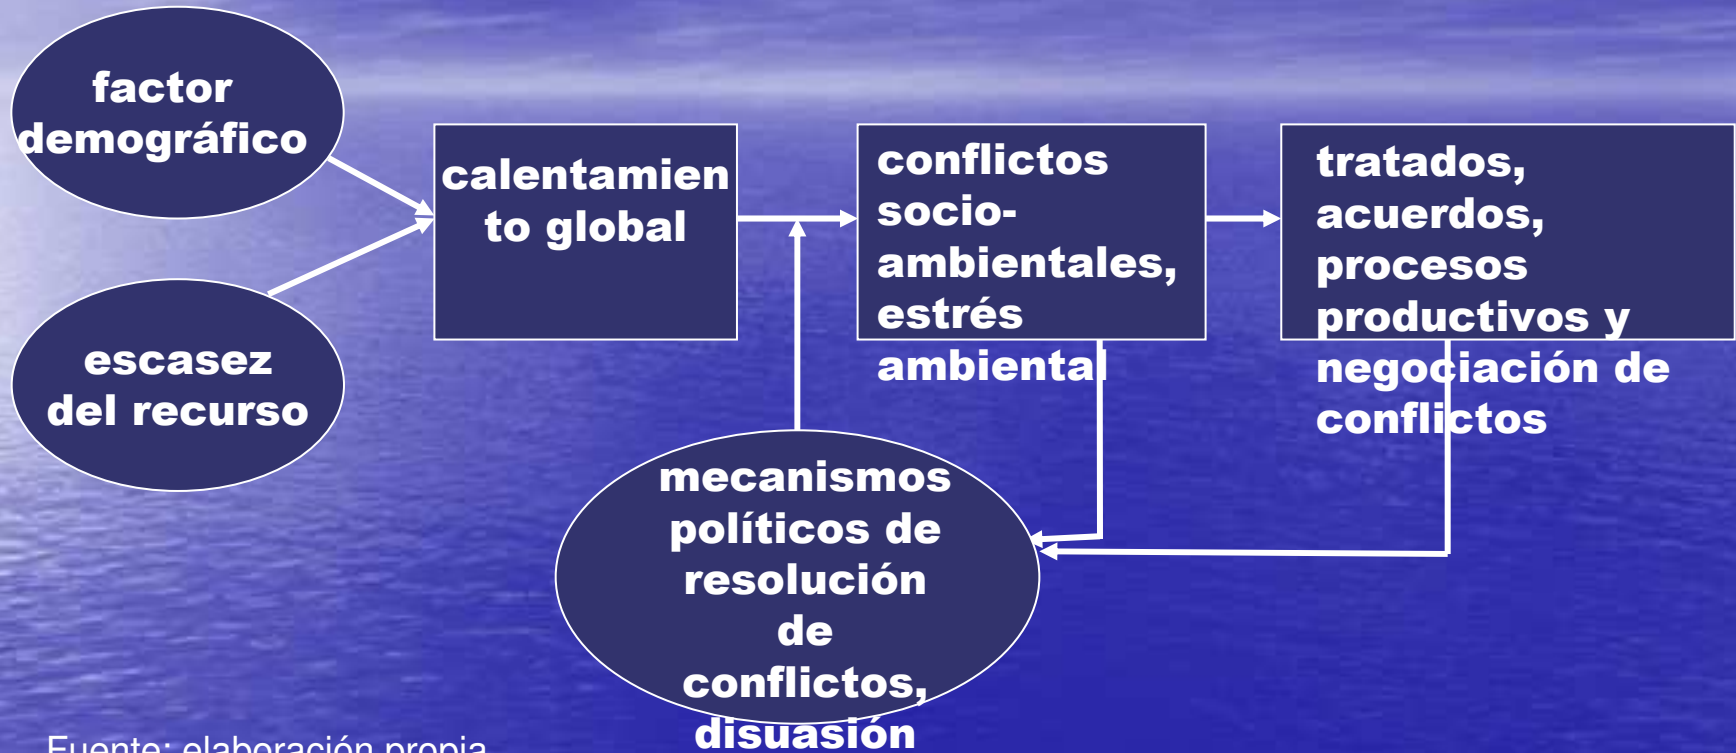 factor
demográfico
escasez
del recurso
calentamien
to global
conflictos
socio-
ambientales,
estrés
ambiental
tratados,
acuerdos,
procesos
productivos y
negociación de
conflictos
mecanismos
políticos de
resolución
de
conflictos,
disuasión
Fuente: elaboración propia